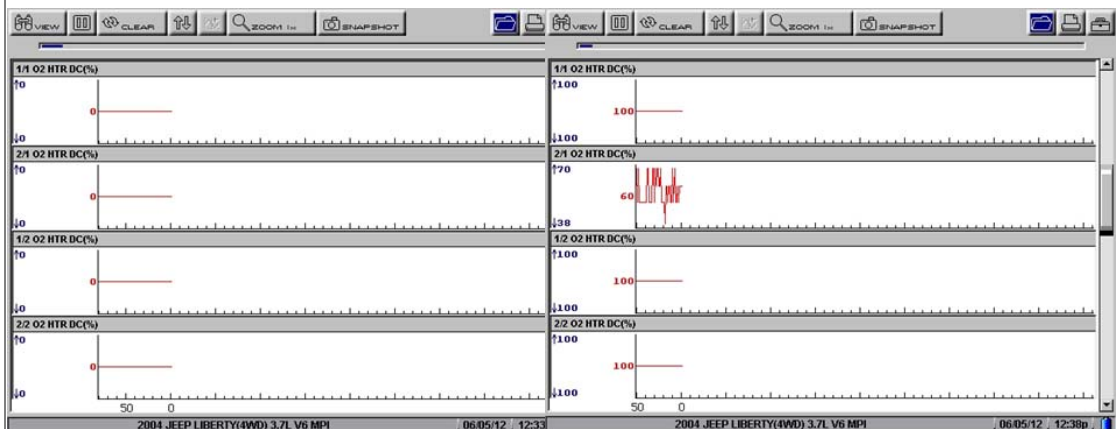 VIEW CLEAR ZOOM 1x SNAPSHOT
1/1 O2 HTR DC(%)
↑0
0
↓0
2/1 O2 HTR DC(%)
↑0
0
↓0
1/2 O2 HTR DC(%)
↑0
0
↓0
2/2 O2 HTR DC(%)
↑0
0
↓0
50 0
2004 JEEP LIBERTY(4WD) 3.7L V6 MPI 06/05/12 12:33
VIEW CLEAR ZOOM 1x SNAPSHOT
1/1 O2 HTR DC(%)
↑100
100
↓100
2/1 O2 HTR DC(%)
↑70
60
↓38
1/2 O2 HTR DC(%)
↑100
100
↓100
2/2 O2 HTR DC(%)
↑100
100
↓100
50 0
2004 JEEP LIBERTY(4WD) 3.7L V6 MPI 06/05/12 12:38p